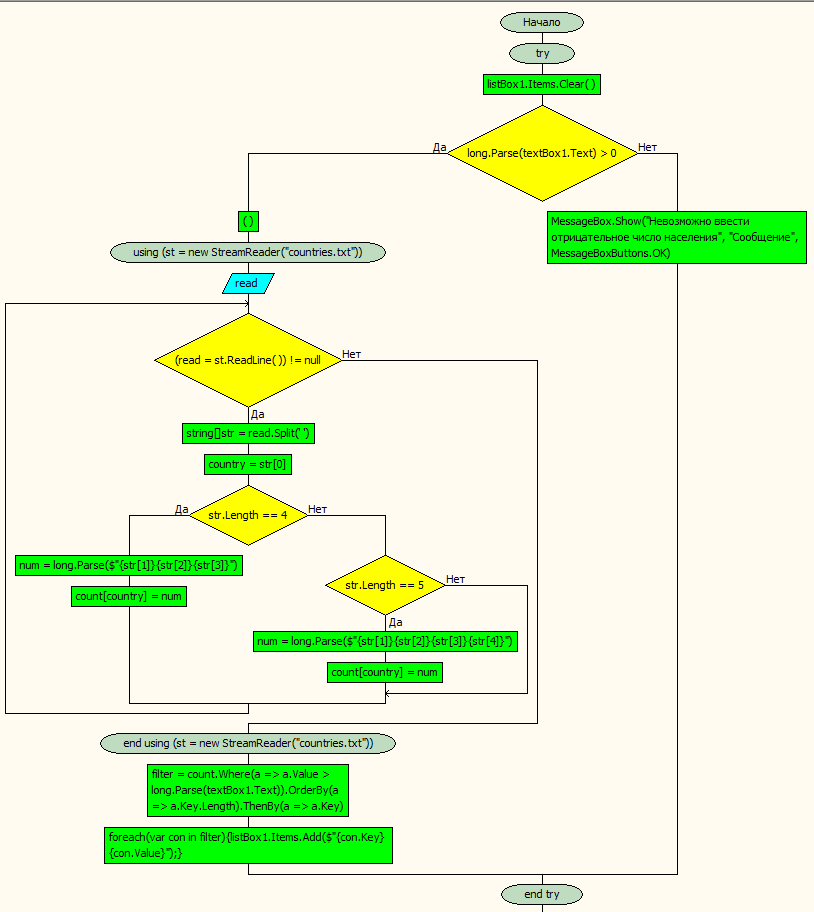 Начало
try
listBox1.Items.Clear( )
long.Parse(textBox1.Text) > 0
Да
Нет
( )
MessageBox.Show("Невозможно ввести
отрицательное число населения", "Сообщение",
MessageBoxButtons.OK)
using (st = new StreamReader("countries.txt"))
read
(read = st.ReadLine( )) != null
Нет
Да
string[]str = read.Split(' ')
country = str[0]
str.Length == 4
Да
Нет
num = long.Parse($"{str[1]}{str[2]}{str[3]}")
count[country] = num
str.Length == 5
Нет
Да
num = long.Parse($"{str[1]}{str[2]}{str[3]}{str[4]}")
count[country] = num
end using (st = new StreamReader("countries.txt"))
filter = count.Where(a => a.Value >
long.Parse(textBox1.Text)).OrderBy(a
=> a.Key.Length).ThenBy(a => a.Key)
foreach(var con in filter){listBox1.Items.Add($"{con.Key}
{con.Value}");}
end try